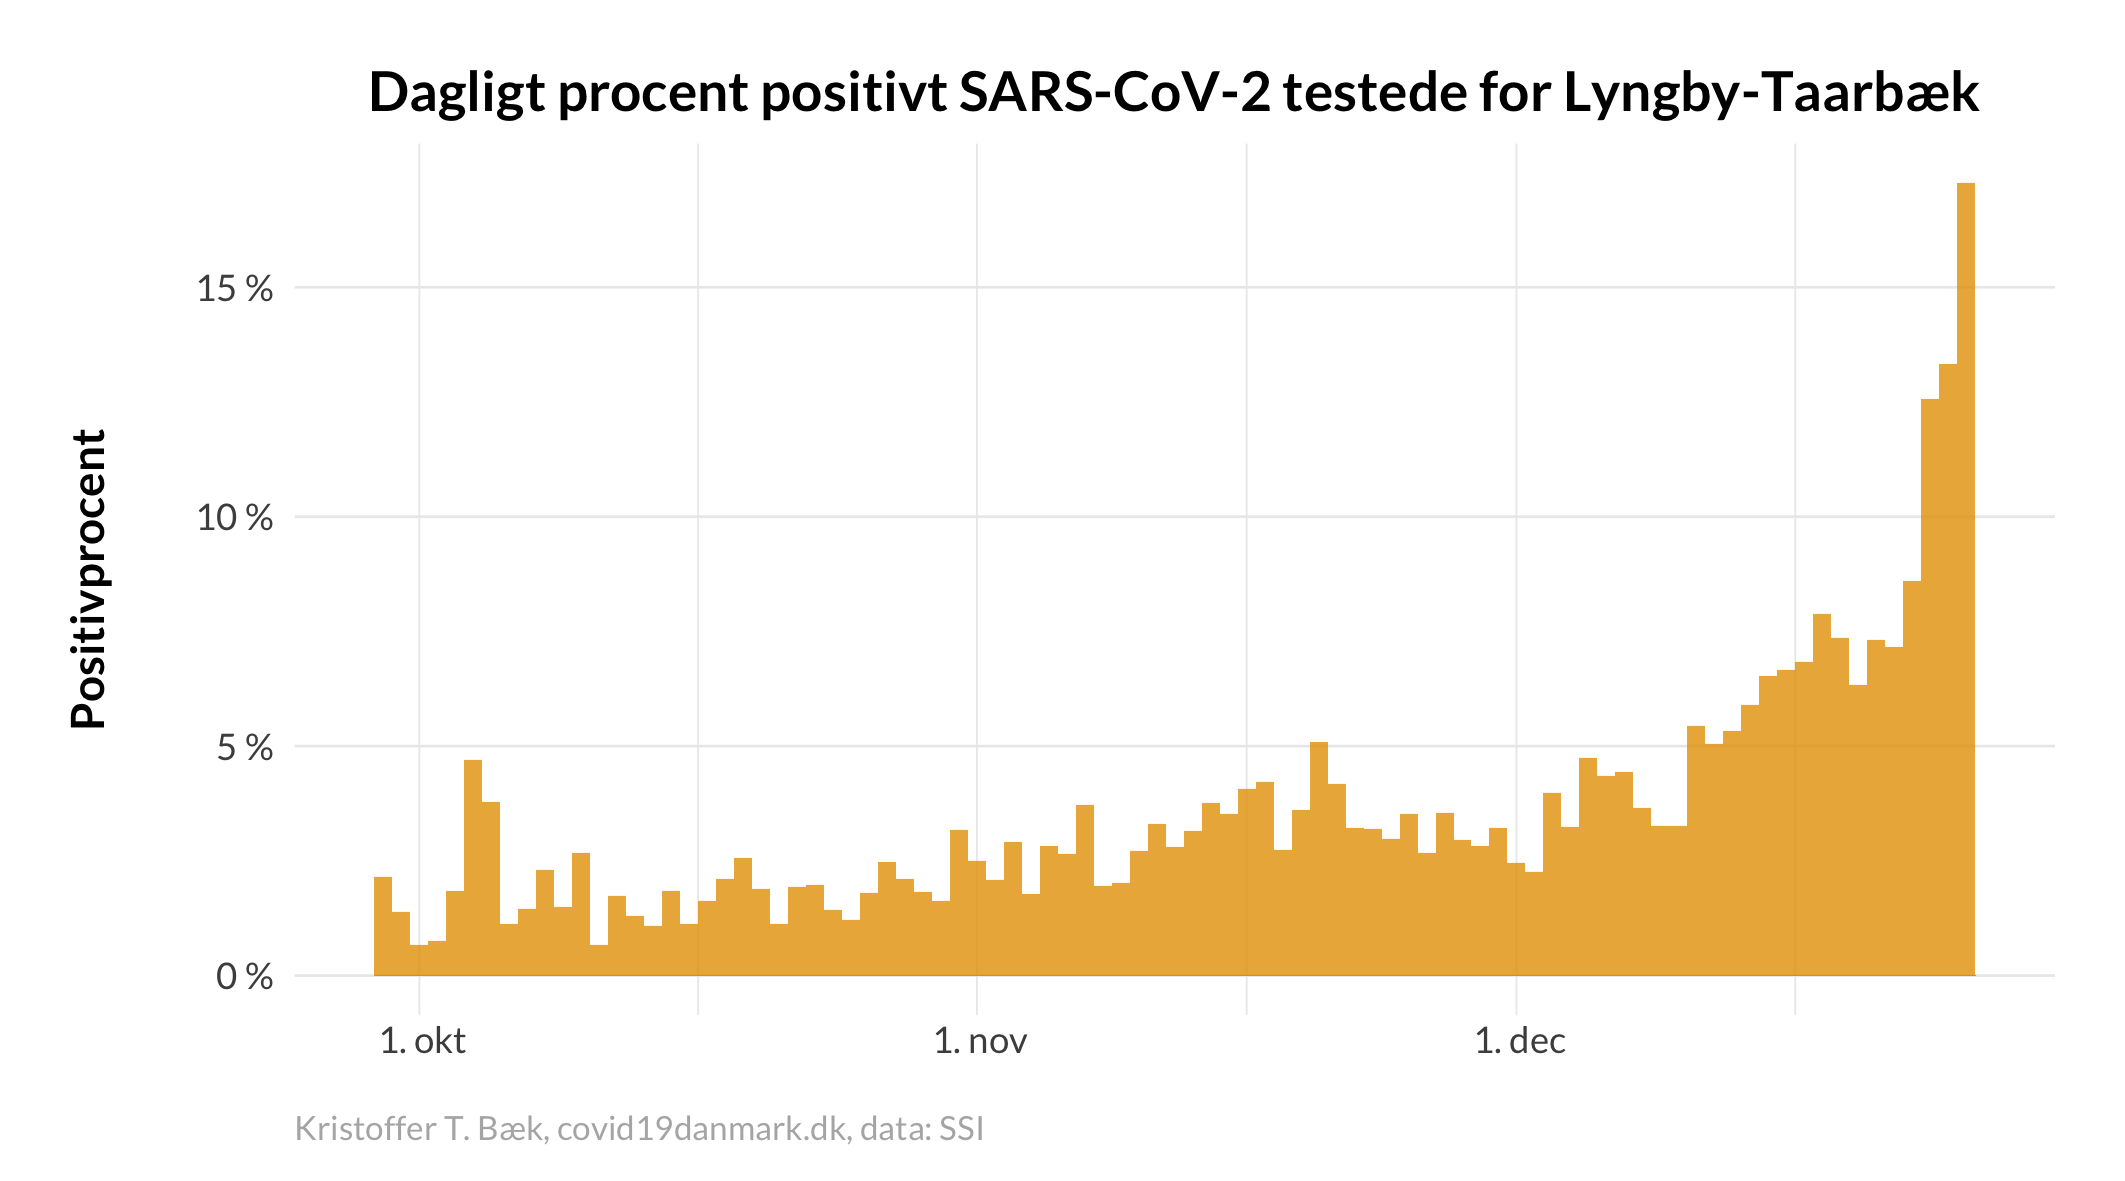 Dagligt procent positivt SARS-CoV-2 testede for Lyngby-Taarbæk
Positivprocent
15 %
10 %
5 %
0 %
1. okt
1. nov
1. dec
Kristoffer T. Bæk, covid19danmark.dk, data: SSI